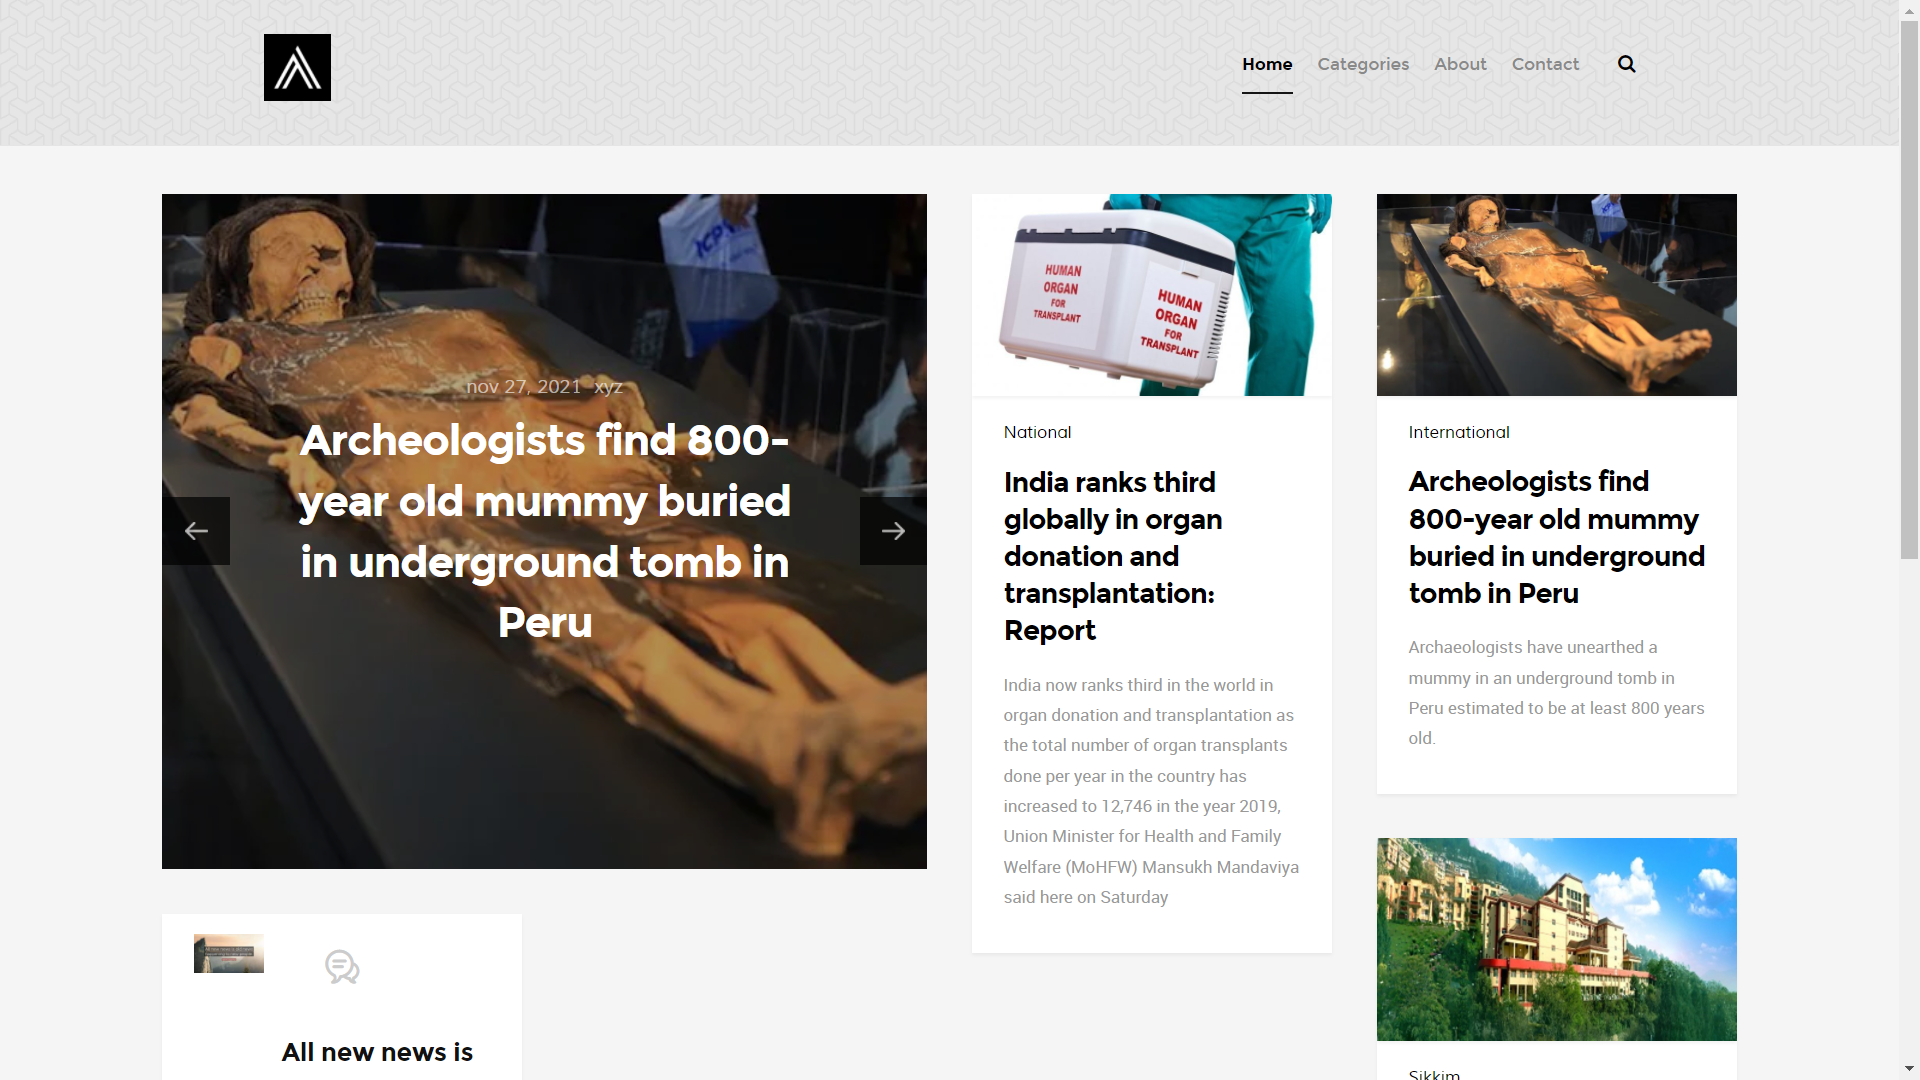 Home Categories About Contact
nov 27, 2021 xyz
Archeologists find 800-
year old mummy buried
in underground tomb in
Peru
HUMAN
ORGAN
FOR
TRANSPLANT
HUMAN
ORGAN
FOR
TRANSPLANT
National
India ranks third
globally in organ
donation and
transplantation:
Report
India now ranks third in the world in
organ donation and transplantation as
the total number of organ transplants
done per year in the country has
increased to 12,746 in the year 2019,
Union Minister for Health and Family
Welfare (MoHFW) Mansukh Mandaviya
said here on Saturday
International
Archeologists find
800-year old mummy
buried in underground
tomb in Peru
Archaeologists have unearthed a
mummy in an underground tomb in
Peru estimated to be at least 800 years
old.
All new news is
Sikkim